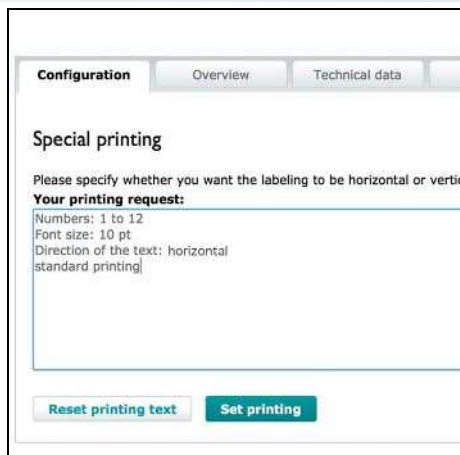 Configuration Overview Technical data
Special printing
Please specify whether you want the labeling to be horizontal or
Your printing request:
Numbers: 1 to 12
Font size: 10 pt
Direction of the text: horizontal
standard printing
Reset printing text Set printing